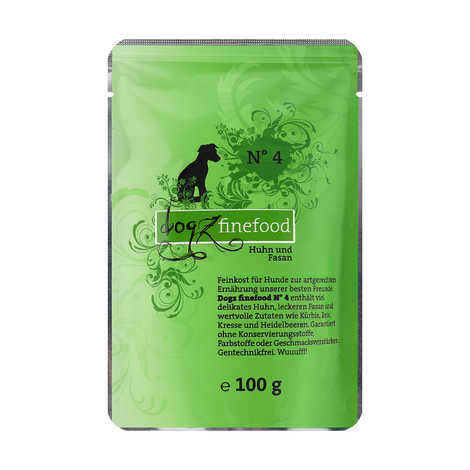 N° 4
dogz finefood
Huhn und
Fasan
Feinkost für Hunde zur artgerechten
Ernährung unserer besten Freunde.
Dogz finefood N° 4 enthält viel
delikates Huhn, leckeren Fasan und
wertvolle Zutaten wie Kürbis, Reis,
Kresse und Heidelbeeren. Garantiert
ohne Konservierungsstoffe,
Farbstoffe oder Geschmacksverstärker.
Gentechnikfrei. Wuuufff!
e 100 g